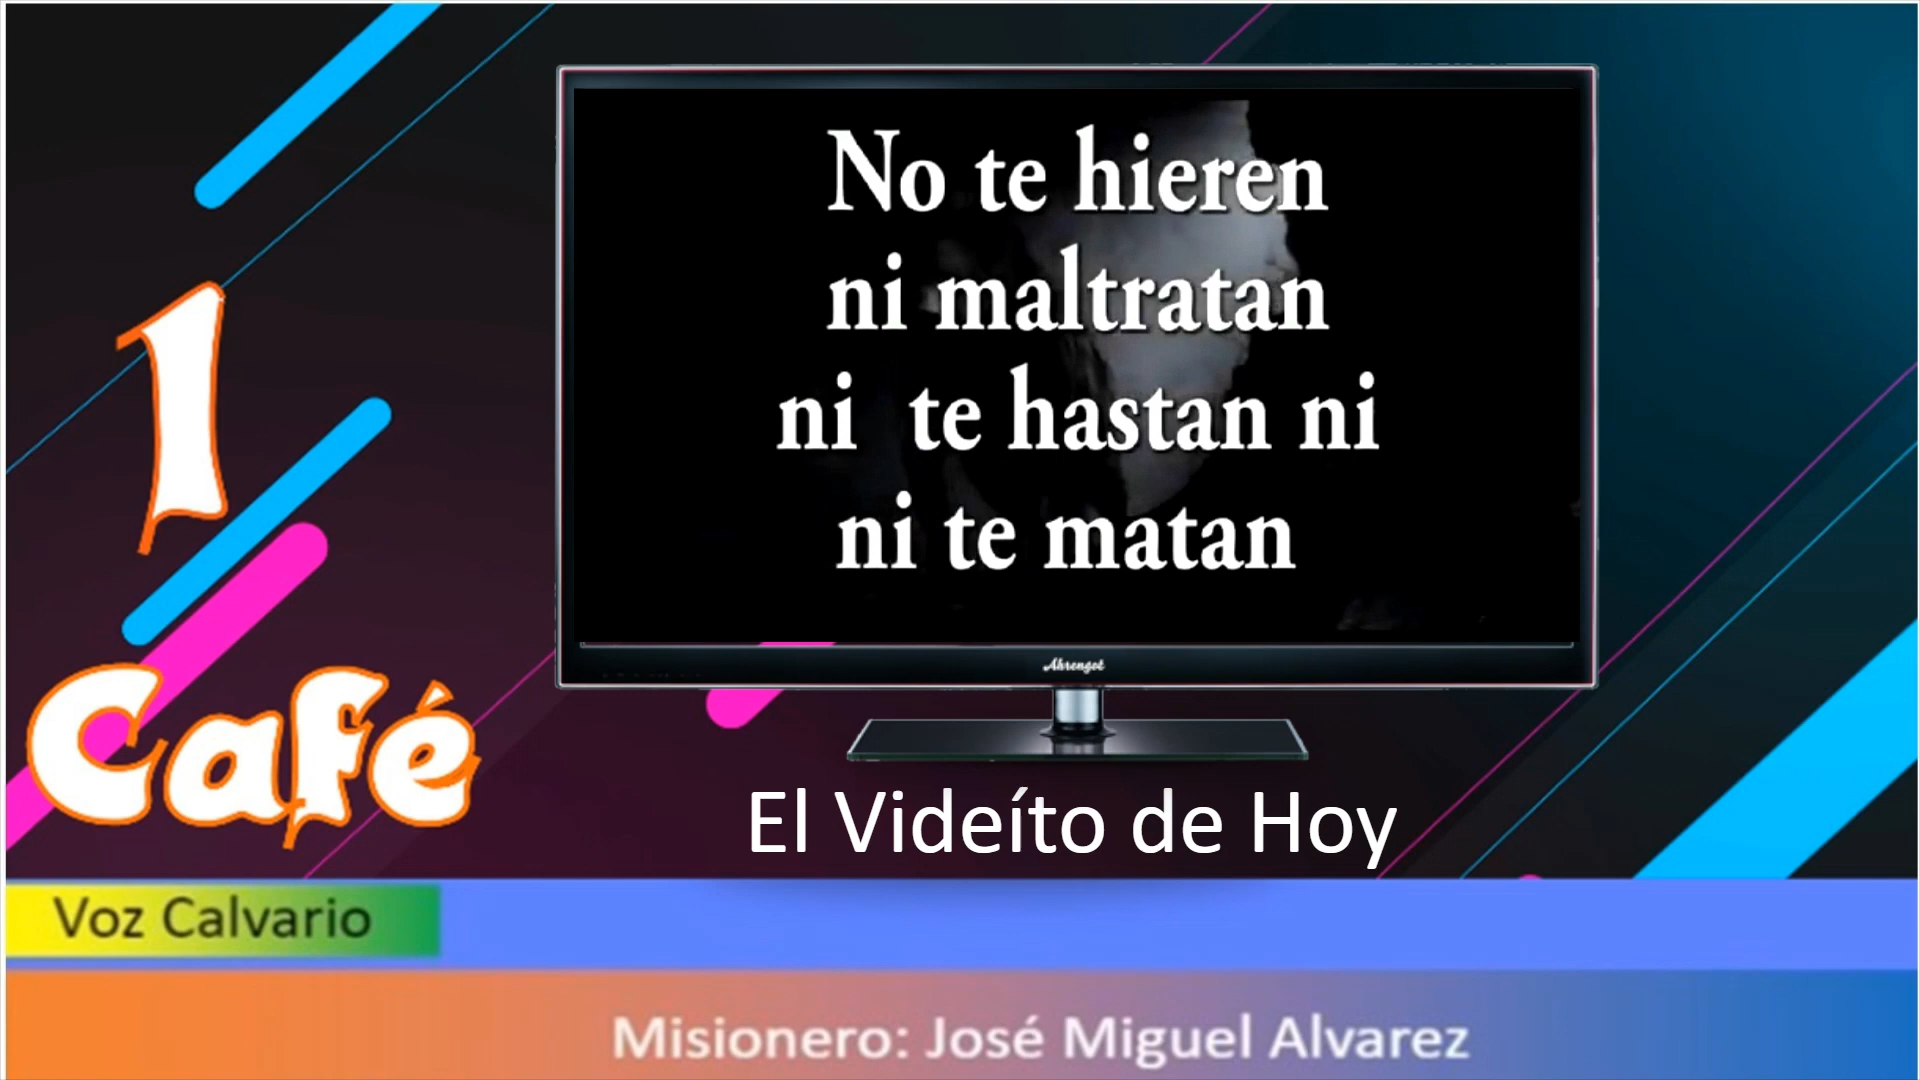 No te hieren
ni maltratan
ni te hastan ni
ni te matan
Ahrengot
1
Café
El Videíto de Hoy
Voz Calvario
Misionero: José Miguel Alvarez